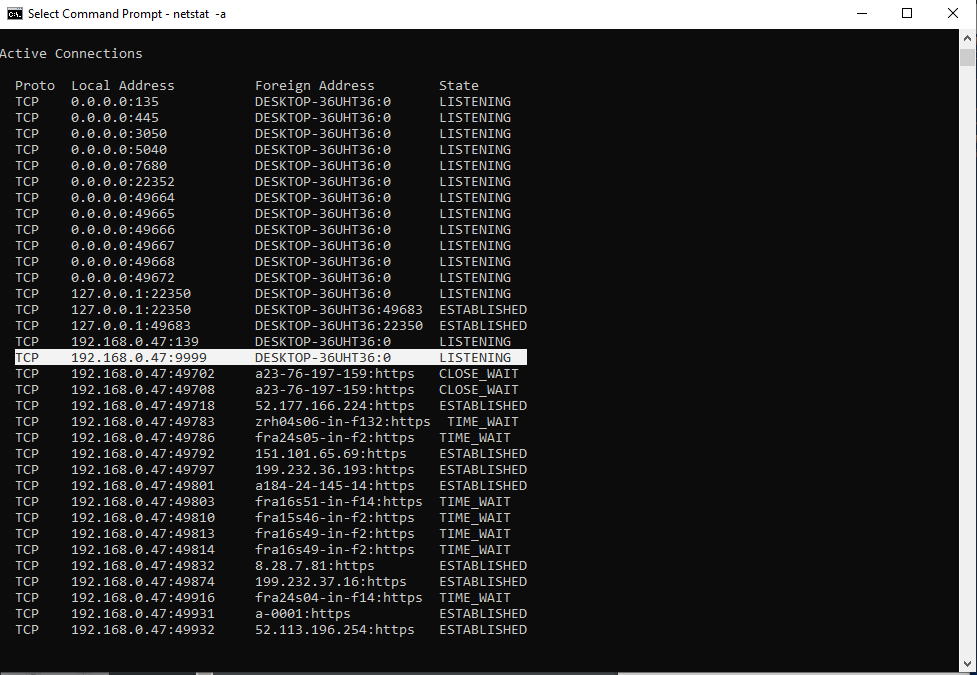 Select Command Prompt - netstat -a
Active Connections
Proto Local Address Foreign Address State
TCP 0.0.0.0:135 DESKTOP-36UHT36:0 LISTENING
TCP 0.0.0.0:445 DESKTOP-36UHT36:0 LISTENING
TCP 0.0.0.0:3050 DESKTOP-36UHT36:0 LISTENING
TCP 0.0.0.0:5040 DESKTOP-36UHT36:0 LISTENING
TCP 0.0.0.0:7680 DESKTOP-36UHT36:0 LISTENING
TCP 0.0.0.0:22352 DESKTOP-36UHT36:0 LISTENING
TCP 0.0.0.0:49664 DESKTOP-36UHT36:0 LISTENING
TCP 0.0.0.0:49665 DESKTOP-36UHT36:0 LISTENING
TCP 0.0.0.0:49666 DESKTOP-36UHT36:0 LISTENING
TCP 0.0.0.0:49667 DESKTOP-36UHT36:0 LISTENING
TCP 0.0.0.0:49668 DESKTOP-36UHT36:0 LISTENING
TCP 0.0.0.0:49672 DESKTOP-36UHT36:0 LISTENING
TCP 127.0.0.1:22350 DESKTOP-36UHT36:0 LISTENING
TCP 127.0.0.1:22350 DESKTOP-36UHT36:49683 ESTABLISHED
TCP 127.0.0.1:49683 DESKTOP-36UHT36:22350 ESTABLISHED
TCP 192.168.0.47:139 DESKTOP-36UHT36:0 LISTENING
TCP 192.168.0.47:9999 DESKTOP-36UHT36:0 LISTENING
TCP 192.168.0.47:49702 a23-76-197-159:https CLOSE_WAIT
TCP 192.168.0.47:49708 a23-76-197-159:https CLOSE_WAIT
TCP 192.168.0.47:49718 52.177.166.224:https ESTABLISHED
TCP 192.168.0.47:49783 zrh04s06-in-f132:https TIME_WAIT
TCP 192.168.0.47:49786 fra24s05-in-f2:https TIME_WAIT
TCP 192.168.0.47:49792 151.101.65.69:https ESTABLISHED
TCP 192.168.0.47:49797 199.232.36.193:https ESTABLISHED
TCP 192.168.0.47:49801 a184-24-145-14:https ESTABLISHED
TCP 192.168.0.47:49803 fra16s51-in-f14:https TIME_WAIT
TCP 192.168.0.47:49810 fra15s46-in-f2:https TIME_WAIT
TCP 192.168.0.47:49813 fra16s49-in-f2:https TIME_WAIT
TCP 192.168.0.47:49814 fra16s49-in-f2:https TIME_WAIT
TCP 192.168.0.47:49832 8.28.7.81:https ESTABLISHED
TCP 192.168.0.47:49874 199.232.37.16:https ESTABLISHED
TCP 192.168.0.47:49916 fra24s04-in-f14:https TIME_WAIT
TCP 192.168.0.47:49931 a-0001:https ESTABLISHED
TCP 192.168.0.47:49932 52.113.196.254:https ESTABLISHED